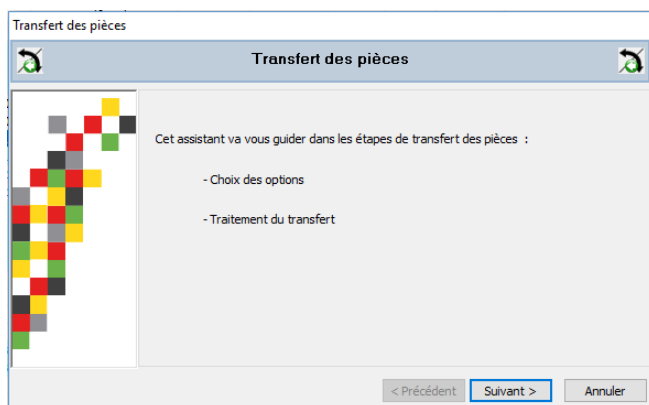 Transfert des pièces
Transfert des pièces
Cet assistant va vous guider dans les étapes de transfert des pièces :
- Choix des options
- Traitement du transfert
< Précédent Suivant > Annuler